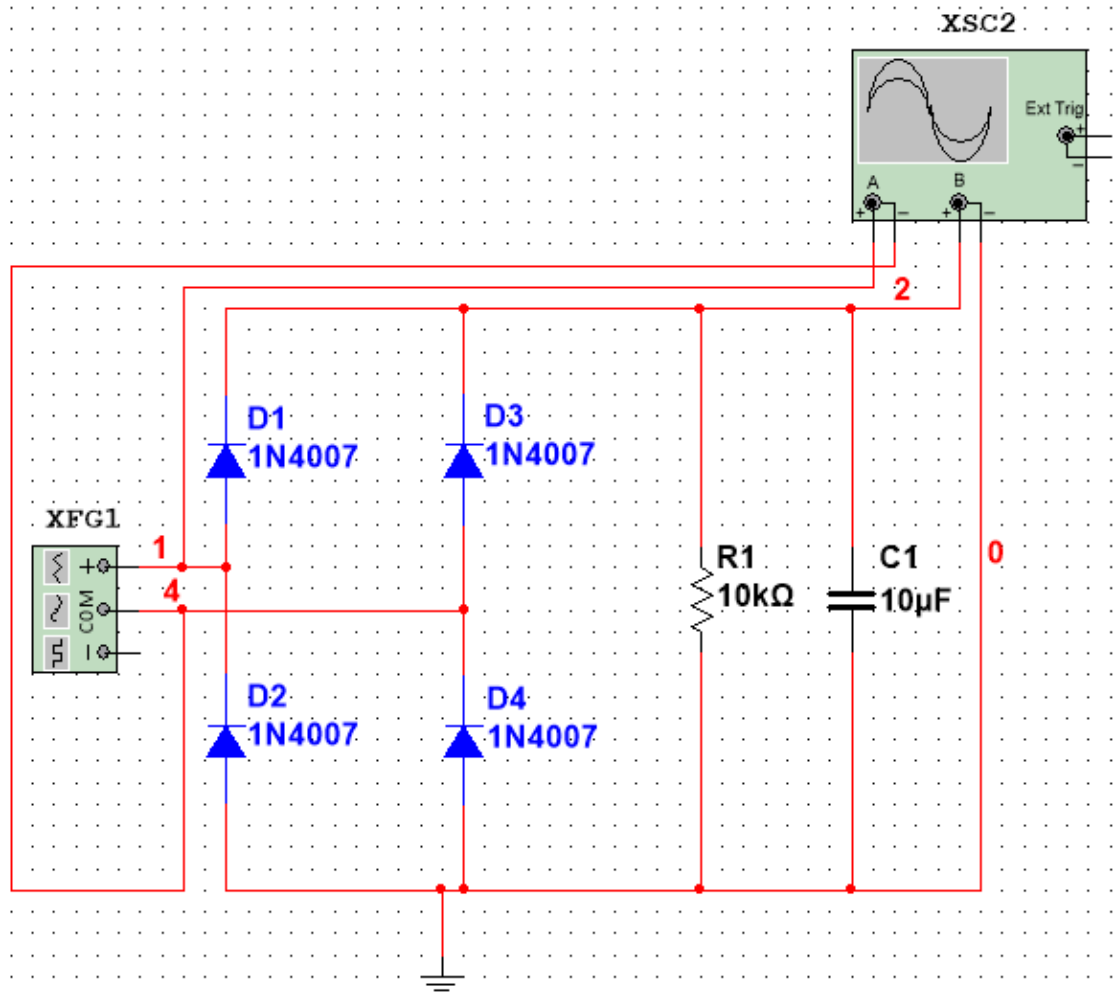 XSC2
Ext Trig
+
−
A
B
+
−
+
−
2
D1
1N4007
D3
1N4007
XFG1
+
COM
−
1
4
R1
10kΩ
C1
10µF
0
D2
1N4007
D4
1N4007